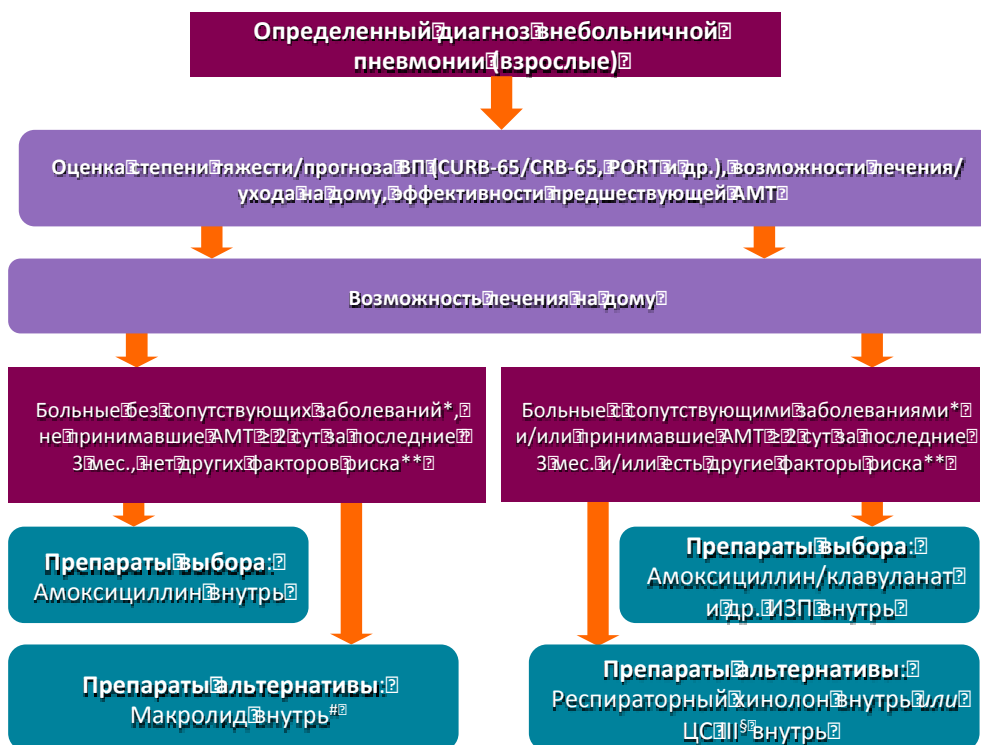 Определенный диагноз внебольничной
пневмонии (взрослые)
Оценка степени тяжести/прогноза ВП (CURB-65/CRB-65, PORT и др.), возможности лечения/
ухода на дому, эффективности предшествующей АМТ
Возможность лечения на дому
Больные без сопутствующих заболеваний*,
не принимавшие АМТ ≥ 2 сут за последние
3 мес., нет других факторов риска**
Больные с сопутствующими заболеваниями*
и/или принимавшие АМТ ≥ 2 сут за последние
3 мес. и/или есть другие факторы риска**
Препараты выбора:
Амоксициллин внутрь
Препараты выбора:
Амоксициллин/клавуланат
и др. ИЗП внутрь
Препараты альтернативы:
Макролид внутрь#
Препараты альтернативы:
Респираторный хинолон внутрь или
ЦС III§ внутрь